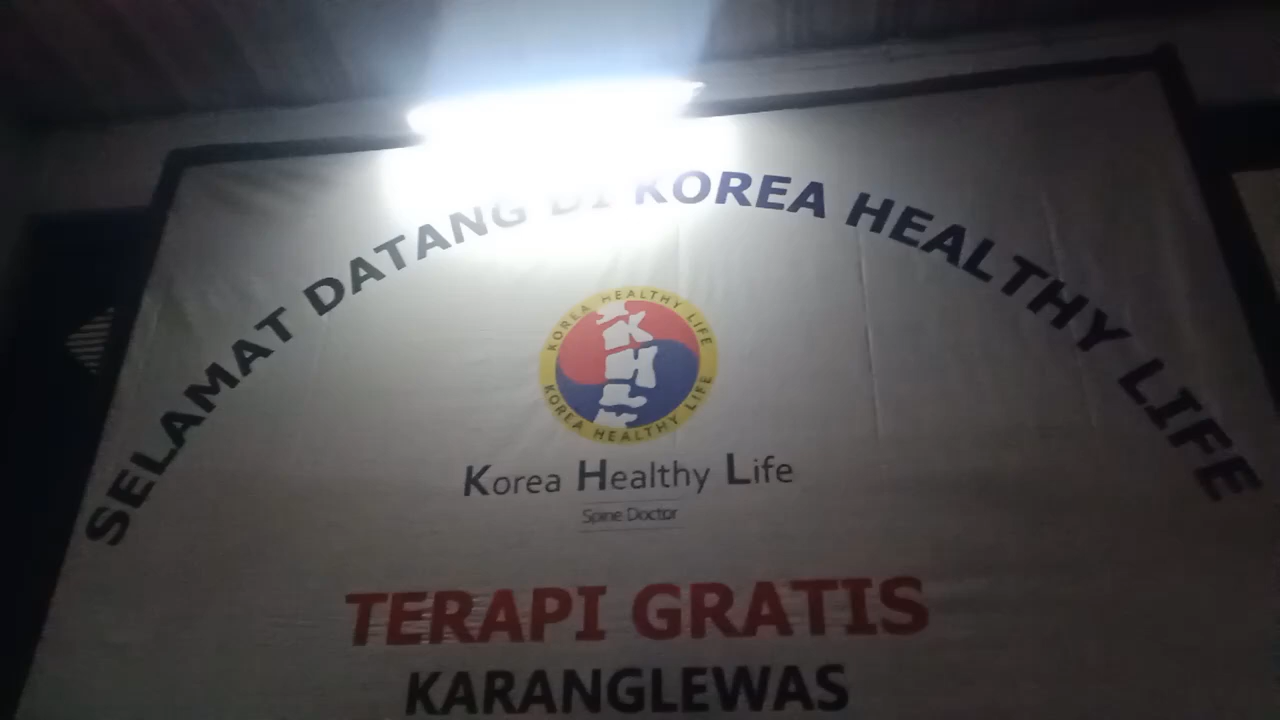 SELAMAT DATANG DI KOREA HEALTHY LIFE
KOREA HEALTHY LIFE
KHL
KOREA HEALTHY LIFE
Korea Healthy Life
Spine Doctor
TERAPI GRATIS
KARANGLEWAS